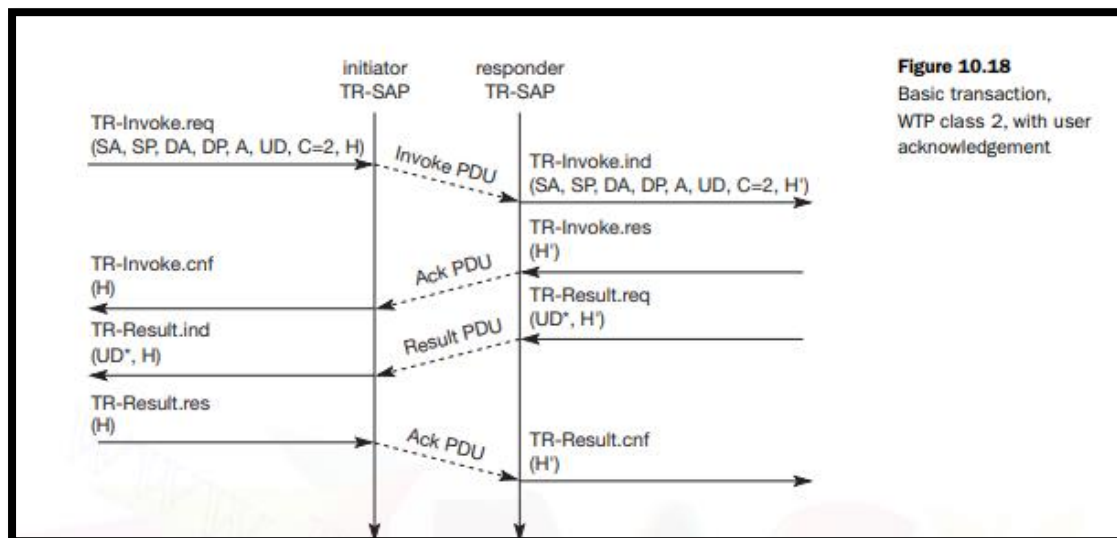 initiator
TR-SAP
responder
TR-SAP
Figure 10.18
Basic transaction,
WTP class 2, with user
acknowledgement
TR-Invoke.req
(SA, SP, DA, DP, A, UD, C=2, H)
Invoke PDU
TR-Invoke.ind
(SA, SP, DA, DP, A, UD, C=2, H')
TR-Invoke.res
(H')
Ack PDU
TR-Invoke.cnf
(H)
TR-Result.req
(UD*, H')
Result PDU
TR-Result.ind
(UD*, H)
TR-Result.res
(H)
Ack PDU
TR-Result.cnf
(H')